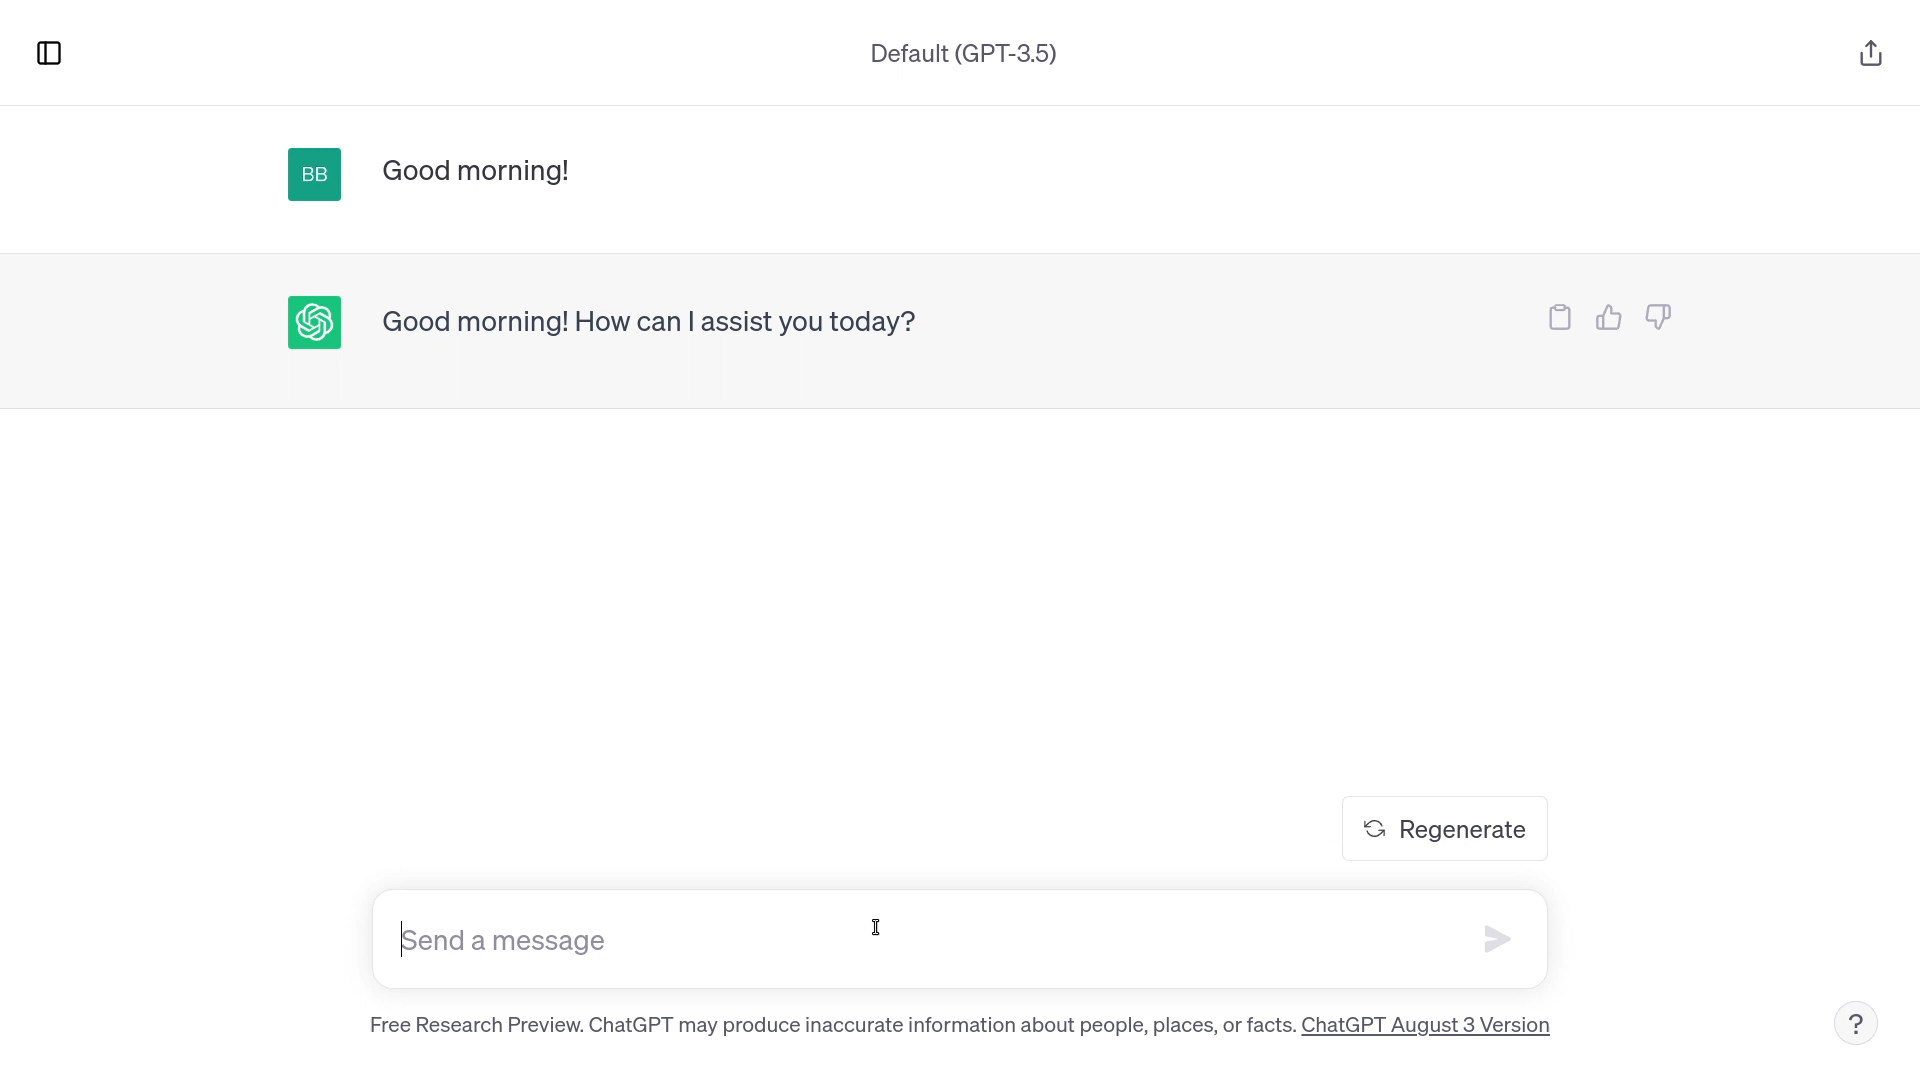 Default (GPT-3.5)
BB
Good morning!
Good morning! How can I assist you today?
Regenerate
Send a message
Free Research Preview. ChatGPT may produce inaccurate information about people, places, or facts. ChatGPT August 3 Version
?